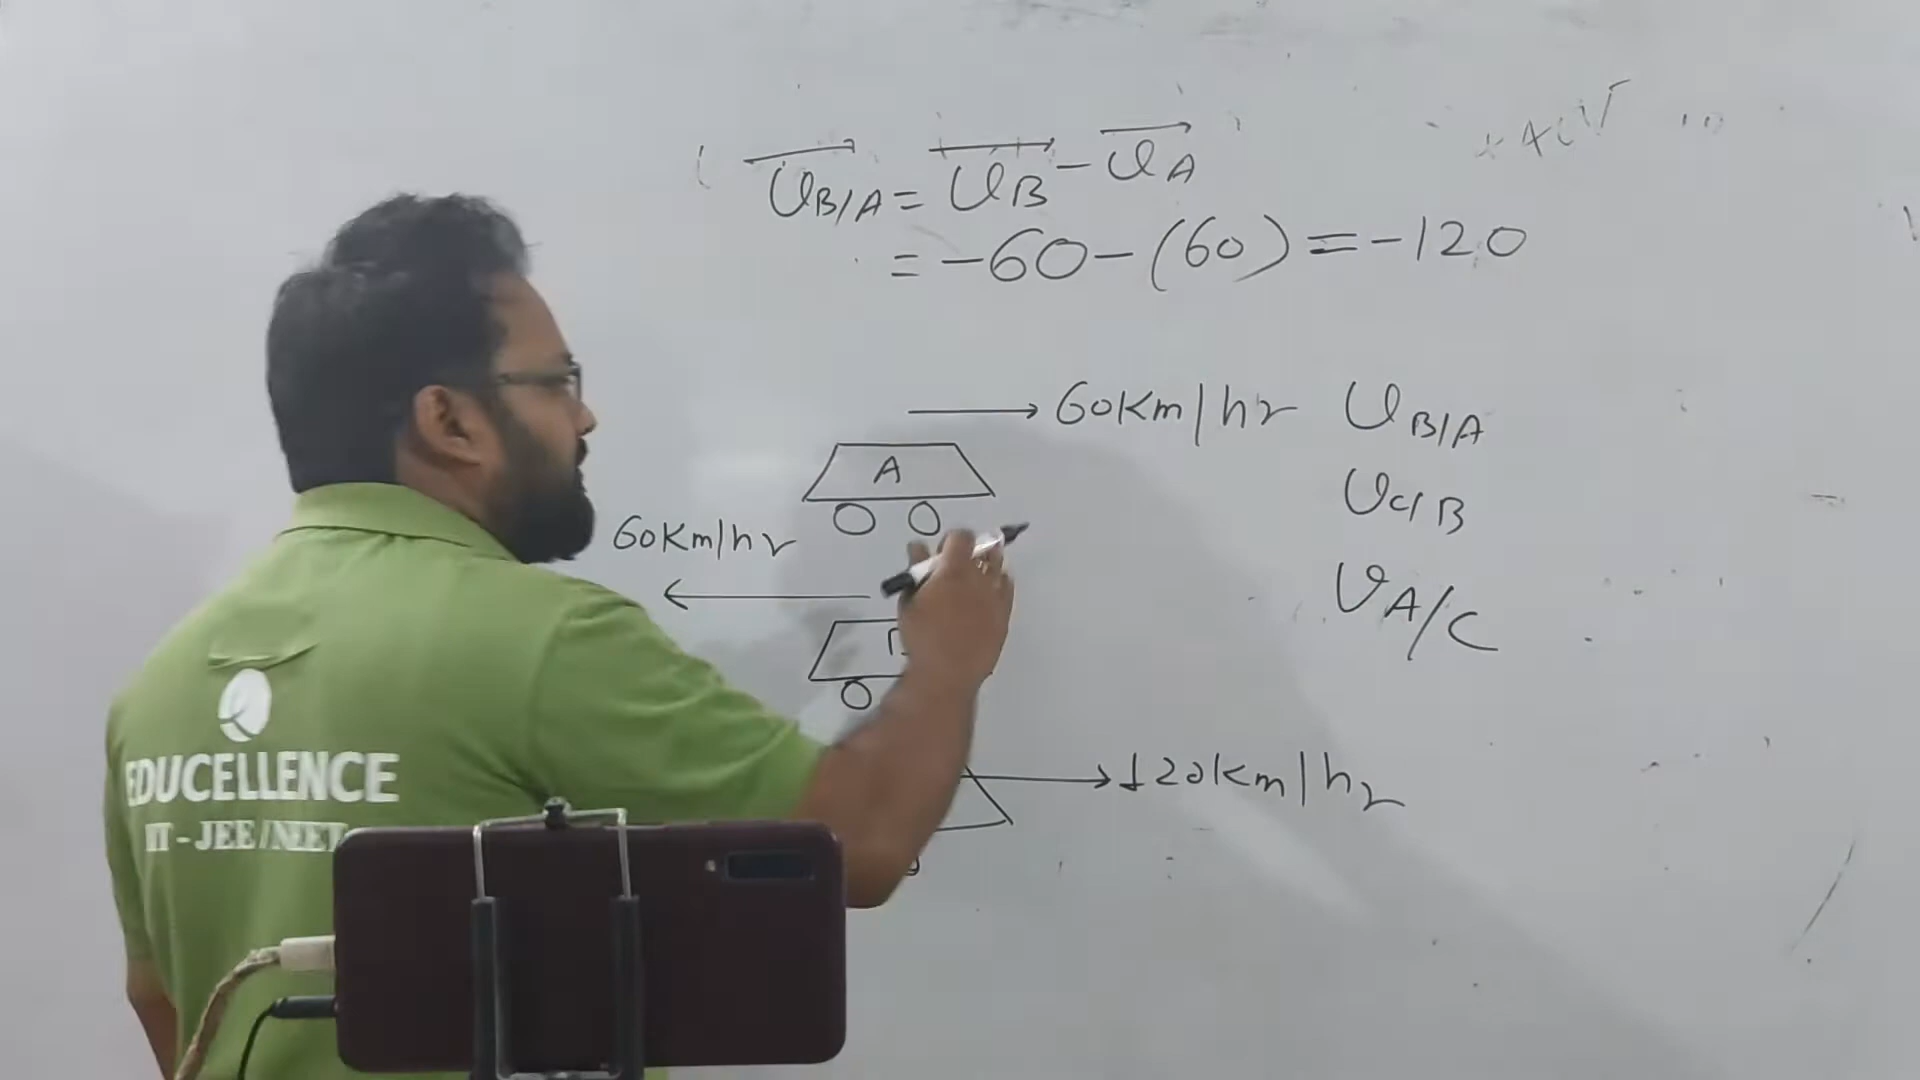 v_B/A = v_B - v_A
= -60 - (60) = -120
60Km/hr
v_B/A
A
v_C/B
60Km/hr
v_A/C
120Km/hr
EDUCELLENCE
IIT - JEE / NEET